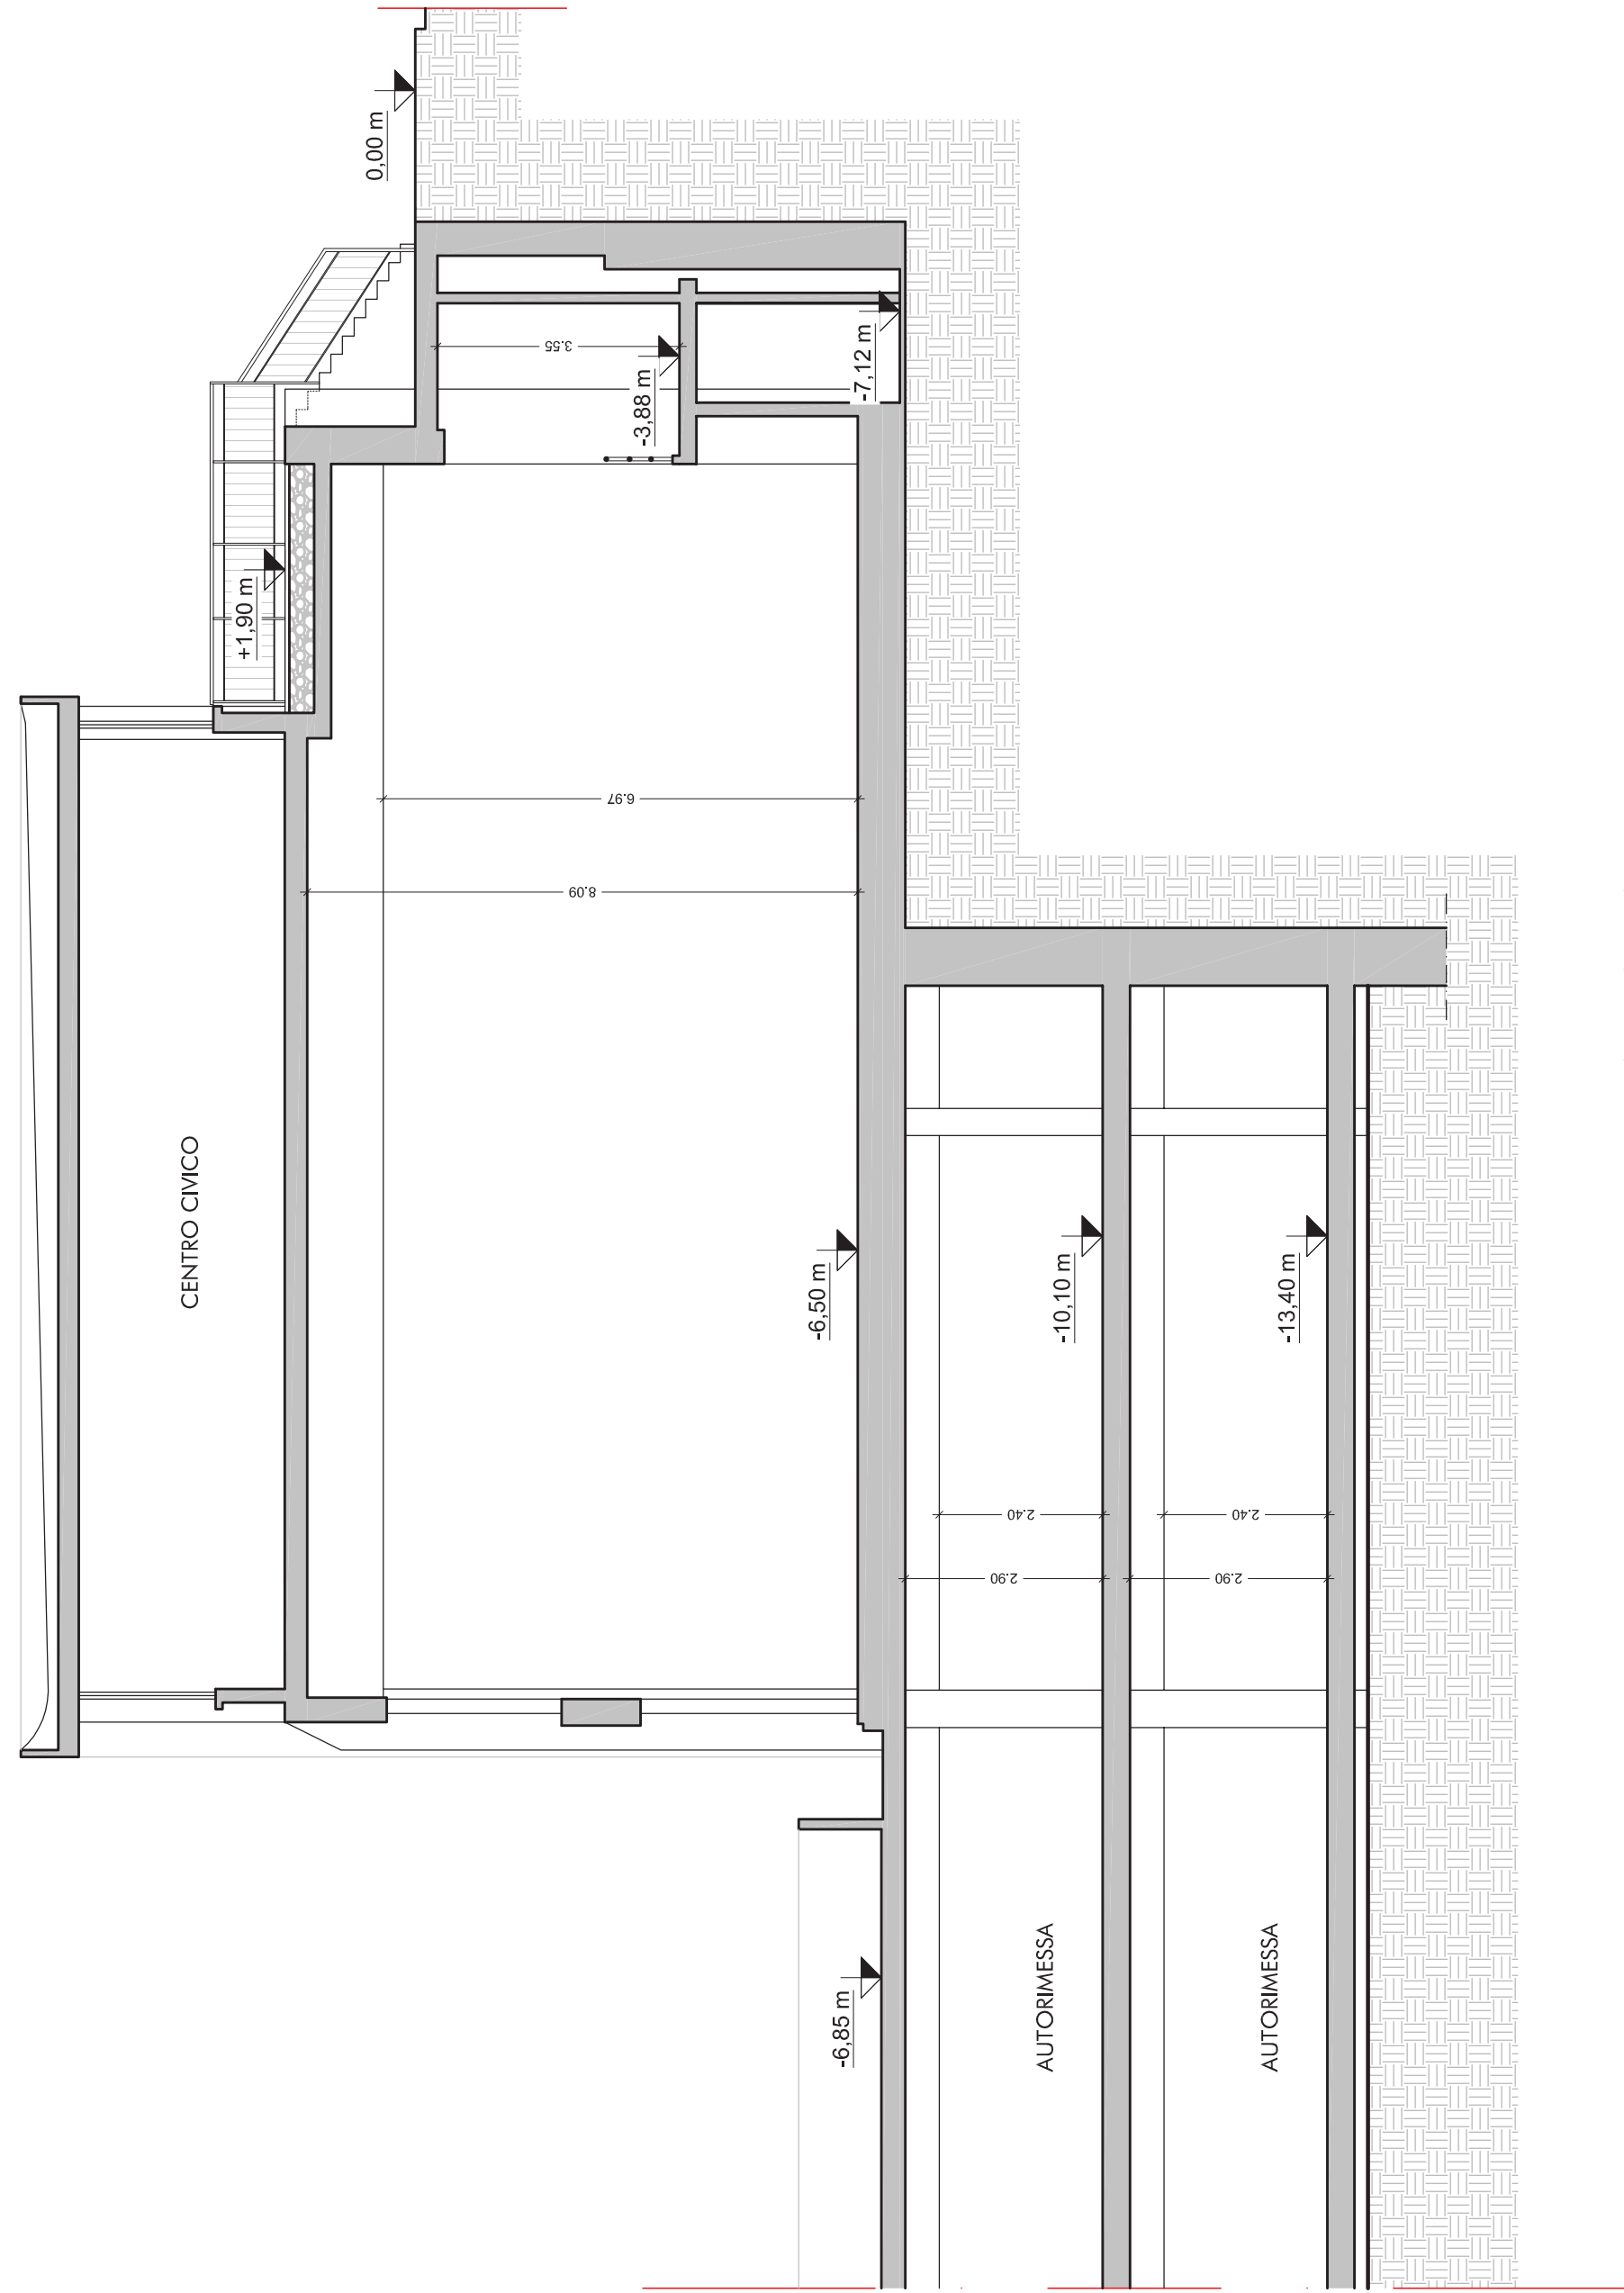 0,00 m
3.55
-3,88 m
-7,12 m
+1,90 m
6.97
8.09
CENTRO CIVICO
-6,50 m
-10,10 m
-13,40 m
2.40
2.40
2.90
2.90
-6,85 m
AUTORIMESSA
AUTORIMESSA